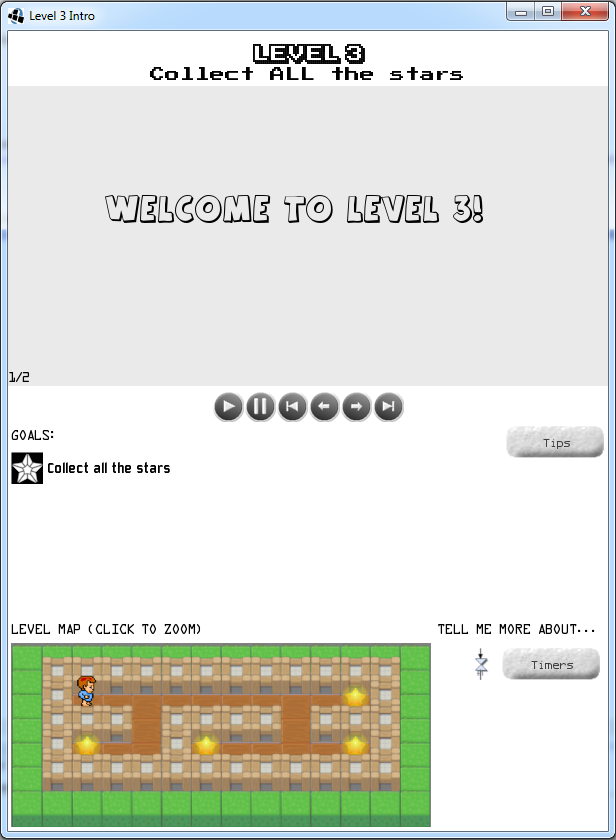 Level 3 Intro
LEVEL 3
Collect ALL the stars
WELCOME TO LEVEL 3!
1/2
GOALS:
Tips
Collect all the stars
LEVEL MAP (CLICK TO ZOOM)
TELL ME MORE ABOUT...
Timers